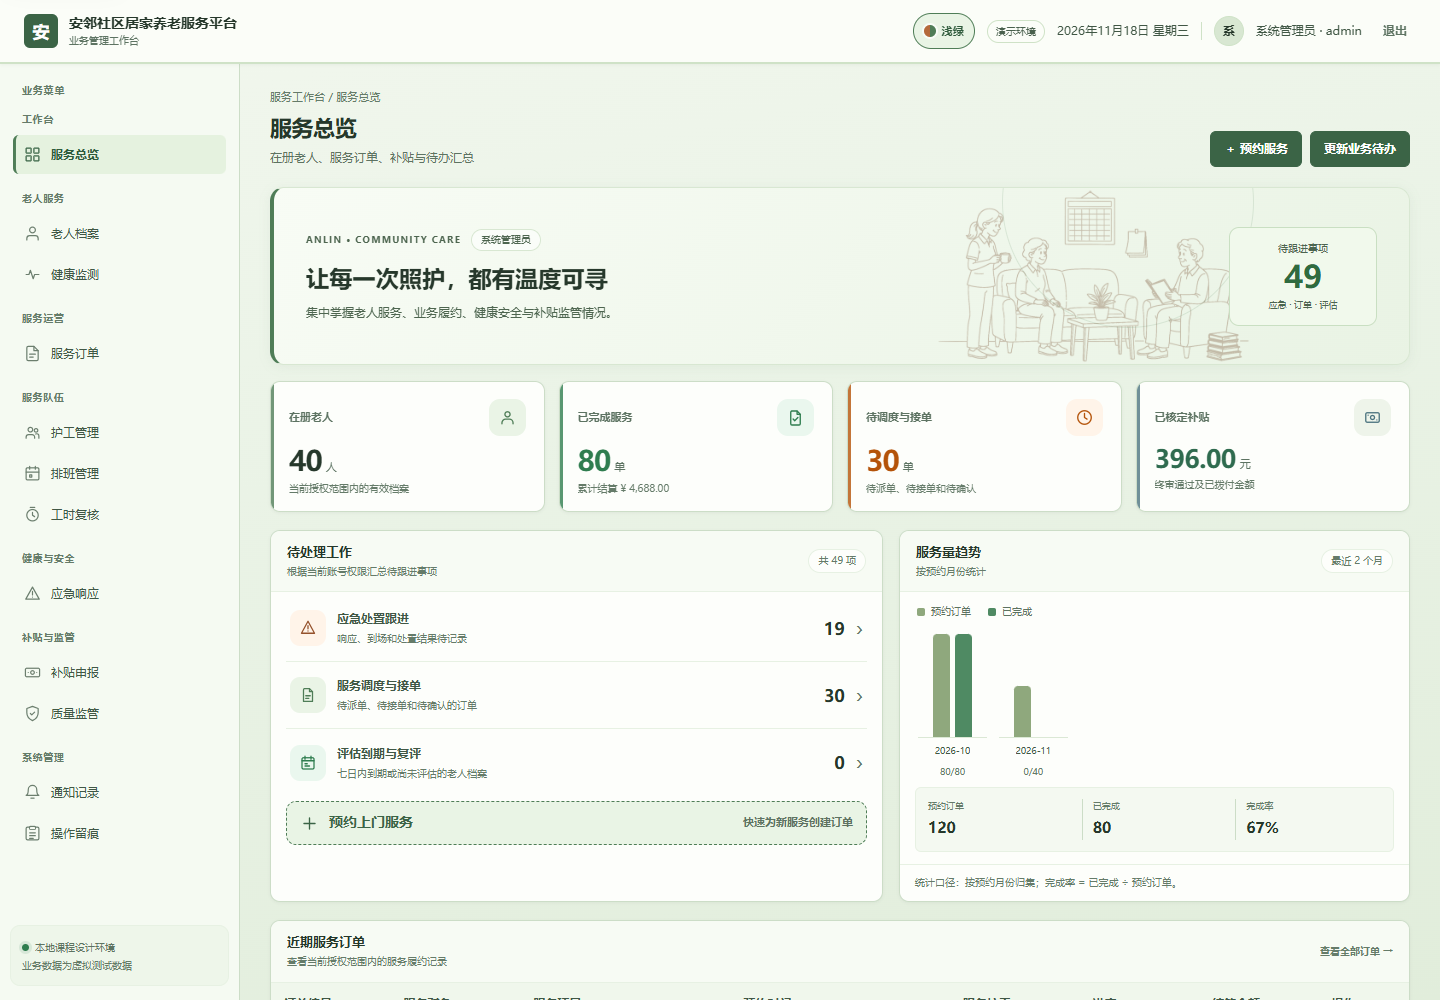 安
安邻社区居家养老服务平台
业务管理工作台
浅绿
演示环境
2026年11月18日 星期三
系
系统管理员 · admin
退出
业务菜单
工作台
服务总览
老人服务
老人档案
健康监测
服务运营
服务订单
服务队伍
护工管理
排班管理
工时复核
健康与安全
应急响应
补贴与监管
补贴申报
质量监管
系统管理
通知记录
操作留痕
本地课程设计环境
业务数据为虚拟测试数据
服务工作台 / 服务总览
服务总览
在册老人、服务订单、补贴与待办汇总
+ 预约服务
更新业务待办
ANLIN • COMMUNITY CARE
系统管理员
让每一次照护，都有温度可寻
集中掌握老人服务、业务履约、健康安全与补贴监管情况。
待跟进事项
49
应急 · 订单 · 评估
在册老人
40 人
当前授权范围内的有效档案
已完成服务
80 单
累计结算 ¥ 4,688.00
待调度与接单
30 单
待派单、待接单和待确认
已核定补贴
396.00 元
终审通过及已拨付金额
待处理工作
根据当前账号权限汇总待跟进事项
共 49 项
应急处置跟进
响应、到场和处置结果待记录
19 ›
服务调度与接单
待派单、待接单和待确认的订单
30 ›
评估到期与复评
七日内到期或尚未评估的老人档案
0 ›
预约上门服务
快速为新服务创建订单
服务量趋势
按预约月份统计
最近 2 个月
预约订单
已完成
2026-10
2026-11
80/80
0/40
预约订单
120
已完成
80
完成率
67%
统计口径：按预约月份归集；完成率 = 已完成 ÷ 预约订单。
近期服务订单
查看当前授权范围内的服务履约记录
查看全部订单 →